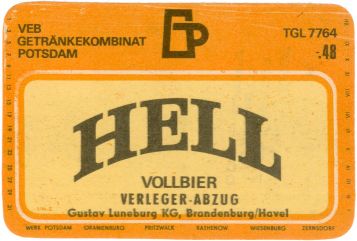 VEB
GETRÄNKEKOMBINAT
POTSDAM
TGL 7764
-.48
HELL
VOLLBIER
VERLEGER-ABZUG
Gustav Luneburg KG, Brandenburg/Havel
WERK POTSDAM ORANIENBURG PRITZWALK RATHENOW WIESENBURG ZERNSDORF